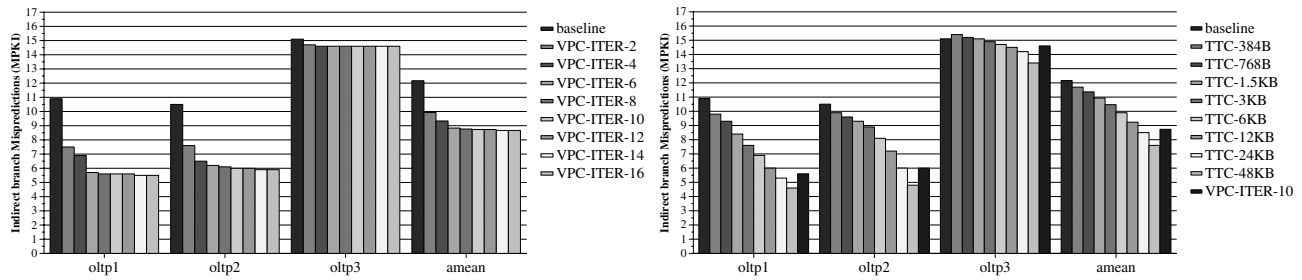 Indirect branch Mispredictions (MPKI)
17
16
15
14
13
12
11
10
9
8
7
6
5
4
3
2
1
0
oltp1 oltp2 oltp3 amean
baseline
VPC-ITER-2
VPC-ITER-4
VPC-ITER-6
VPC-ITER-8
VPC-ITER-10
VPC-ITER-12
VPC-ITER-14
VPC-ITER-16
Indirect branch Mispredictions (MPKI)
17
16
15
14
13
12
11
10
9
8
7
6
5
4
3
2
1
0
oltp1 oltp2 oltp3 amean
baseline
TTC-384B
TTC-768B
TTC-1.5KB
TTC-3KB
TTC-6KB
TTC-12KB
TTC-24KB
TTC-48KB
VPC-ITER-10